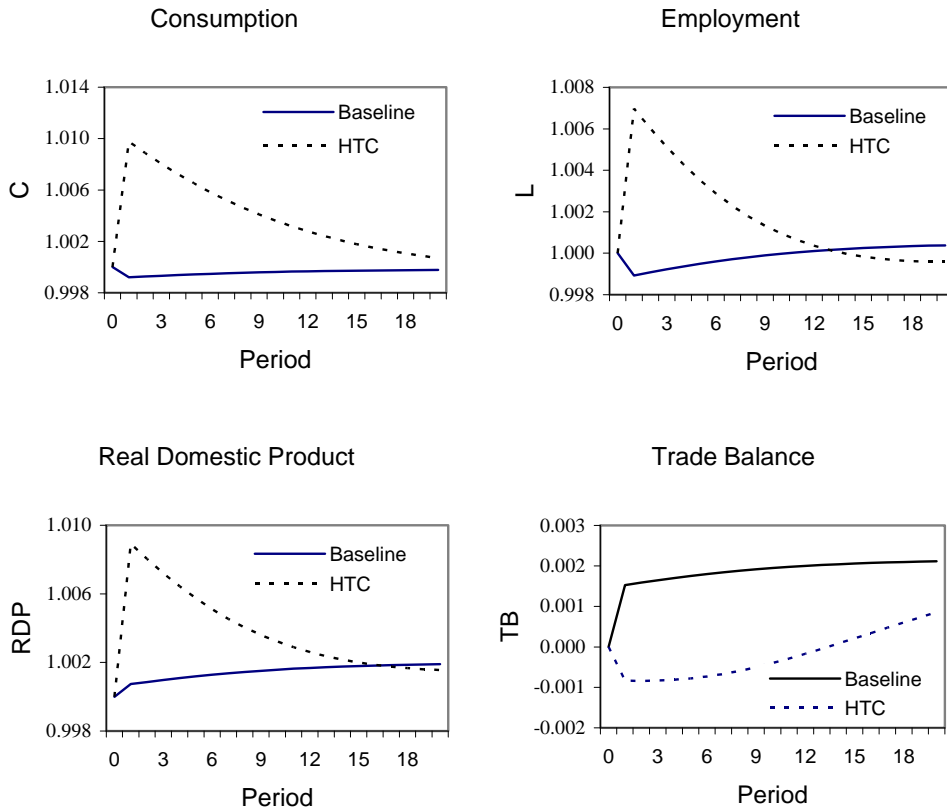 Consumption
1.014
1.010
1.006
1.002
0.998
C
Baseline
HTC
0 3 6 9 12 15 18
Period
Employment
1.008
1.006
1.004
1.002
1.000
0.998
L
Baseline
HTC
0 3 6 9 12 15 18
Period
Real Domestic Product
1.010
1.006
1.002
0.998
RDP
Baseline
HTC
0 3 6 9 12 15 18
Period
Trade Balance
0.003
0.002
0.001
0.000
-0.001
-0.002
TB
Baseline
HTC
0 3 6 9 12 15 18
Period